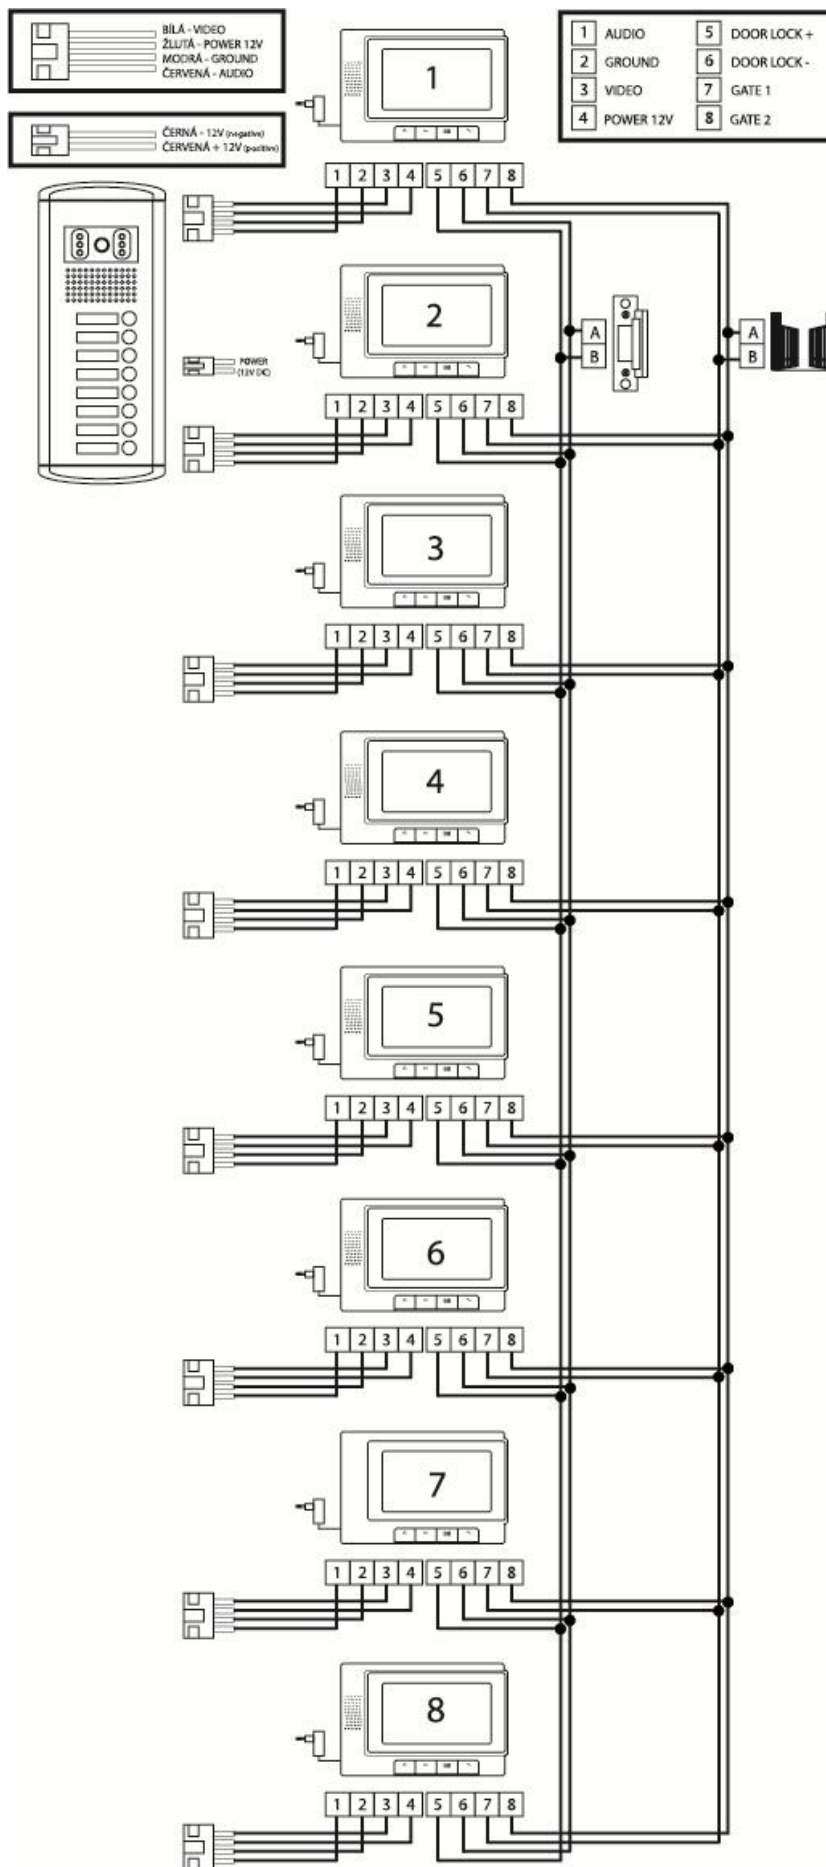 BÍLÁ - VIDEO
ŽLUTÁ - POWER 12V
MODRÁ - GROUND
ČERVENÁ - AUDIO
ČERNÁ - 12V (negative)
ČERVENÁ + 12V (positive)
1 AUDIO 5 DOOR LOCK +
2 GROUND 6 DOOR LOCK -
3 VIDEO 7 GATE 1
4 POWER 12V 8 GATE 2
1
1 2 3 4 5 6 7 8
2
A
B
A
B
POWER
(12V DC)
1 2 3 4 5 6 7 8
3
1 2 3 4 5 6 7 8
4
1 2 3 4 5 6 7 8
5
1 2 3 4 5 6 7 8
6
1 2 3 4 5 6 7 8
7
1 2 3 4 5 6 7 8
8
1 2 3 4 5 6 7 8